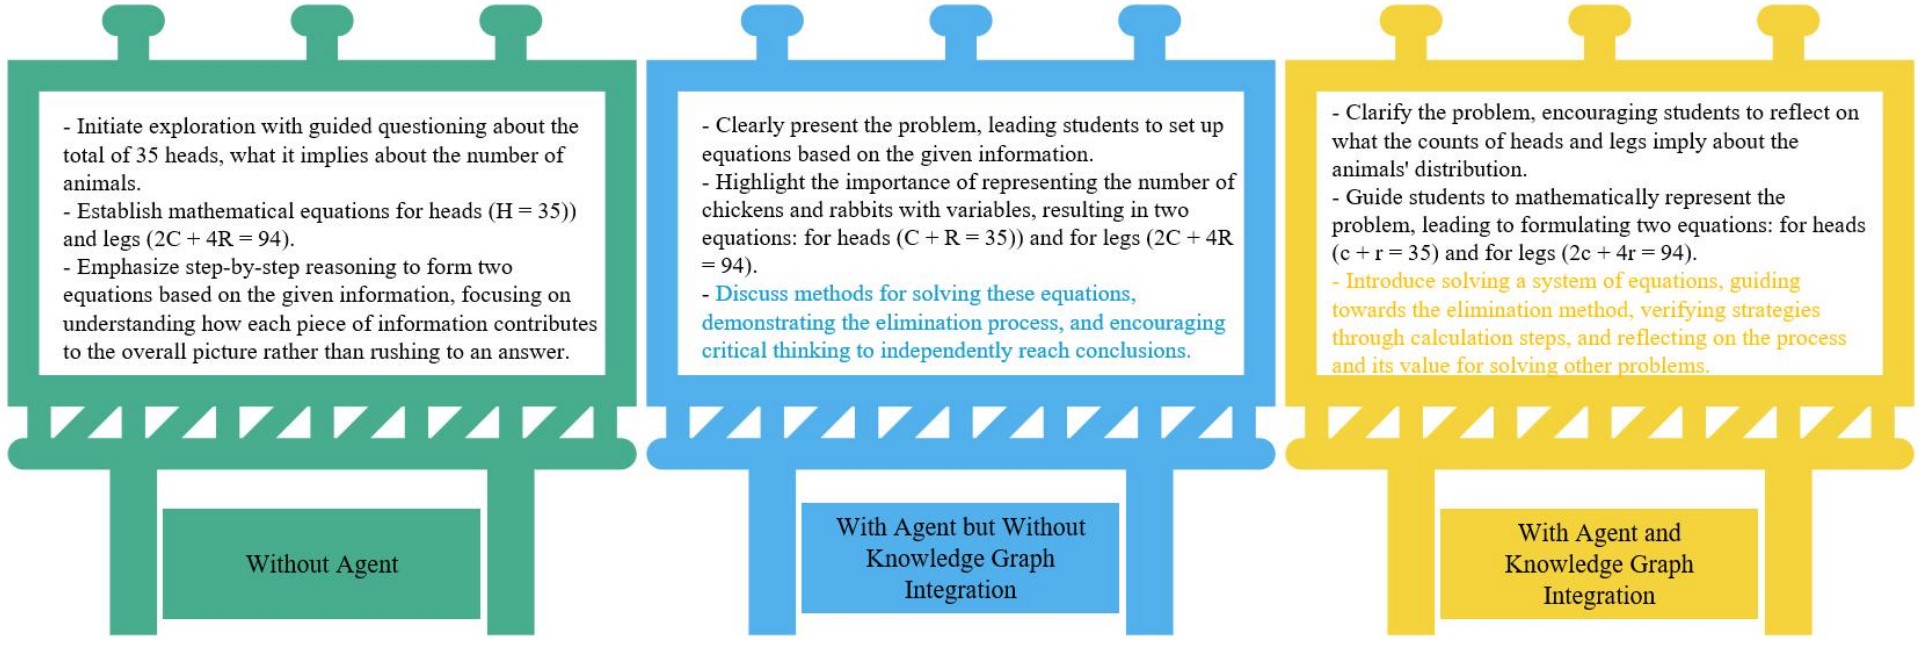 - Initiate exploration with guided questioning about the
total of 35 heads, what it implies about the number of
animals.
- Establish mathematical equations for heads (H = 35))
and legs (2C + 4R = 94).
- Emphasize step-by-step reasoning to form two
equations based on the given information, focusing on
understanding how each piece of information contributes
to the overall picture rather than rushing to an answer.
Without Agent
- Clearly present the problem, leading students to set up
equations based on the given information.
- Highlight the importance of representing the number of
chickens and rabbits with variables, resulting in two
equations: for heads (C + R = 35)) and for legs (2C + 4R
= 94).
- Discuss methods for solving these equations,
demonstrating the elimination process, and encouraging
critical thinking to independently reach conclusions.
With Agent but Without
Knowledge Graph
Integration
- Clarify the problem, encouraging students to reflect on
what the counts of heads and legs imply about the
animals' distribution.
- Guide students to mathematically represent the
problem, leading to formulating two equations: for heads
(c + r = 35) and for legs (2c + 4r = 94).
- Introduce solving a system of equations, guiding
towards the elimination method, verifying strategies
through calculation steps, and reflecting on the process
and its value for solving other problems.
With Agent and
Knowledge Graph
Integration